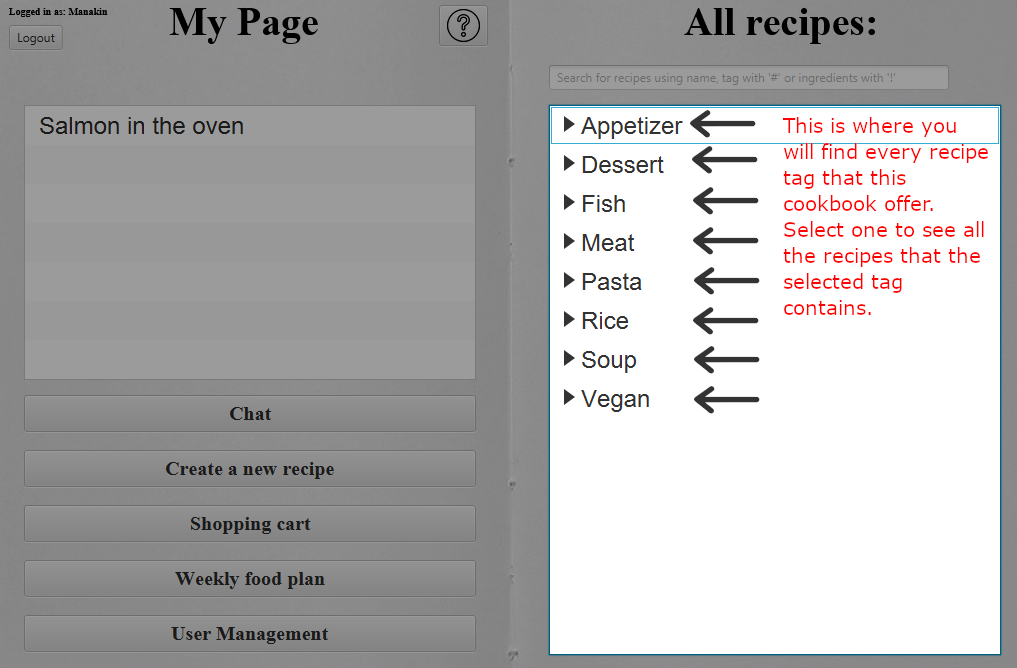 Logged in as: Manakin
Logout
My Page
?
Salmon in the oven
Chat
Create a new recipe
Shopping cart
Weekly food plan
User Management
All recipes:
Search for recipes using name, tag with '#' or ingredients with '!'
Appetizer
Dessert
Fish
Meat
Pasta
Rice
Soup
Vegan
This is where you
will find every recipe
tag that this
cookbook offer.
Select one to see all
the recipes that the
selected tag
contains.